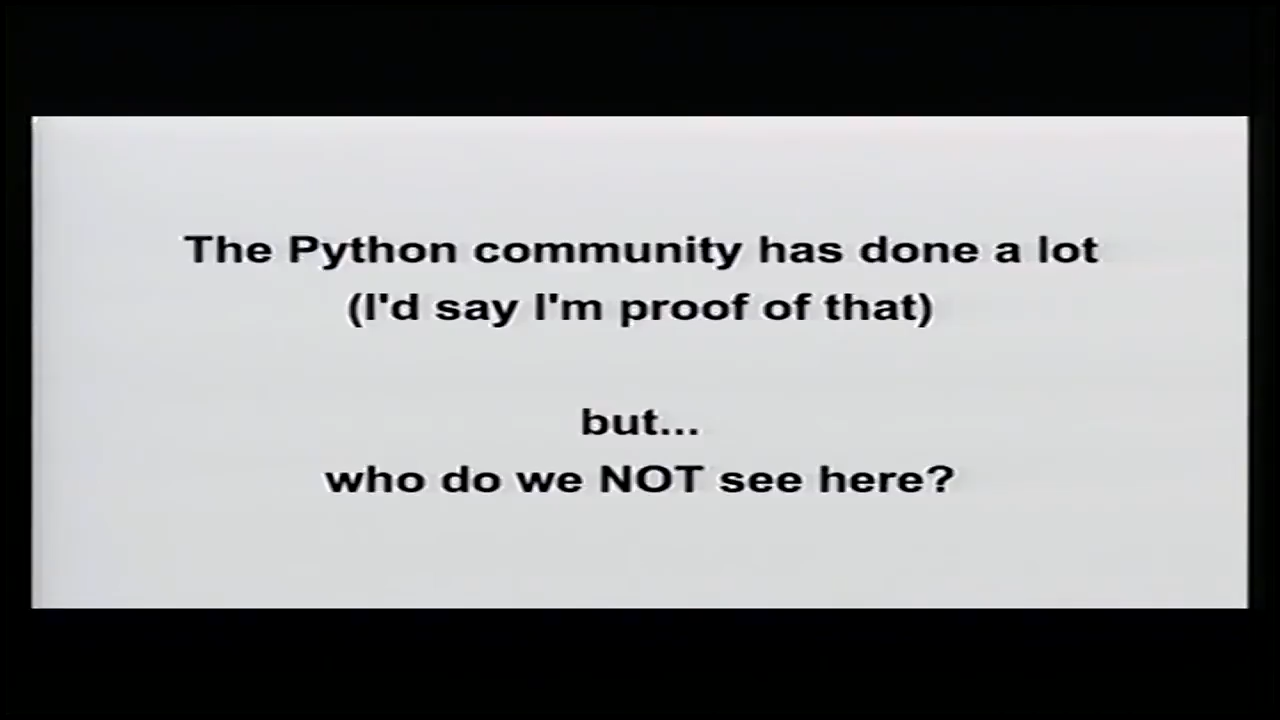 The Python community has done a lot
(I'd say I'm proof of that)
but...
who do we NOT see here?